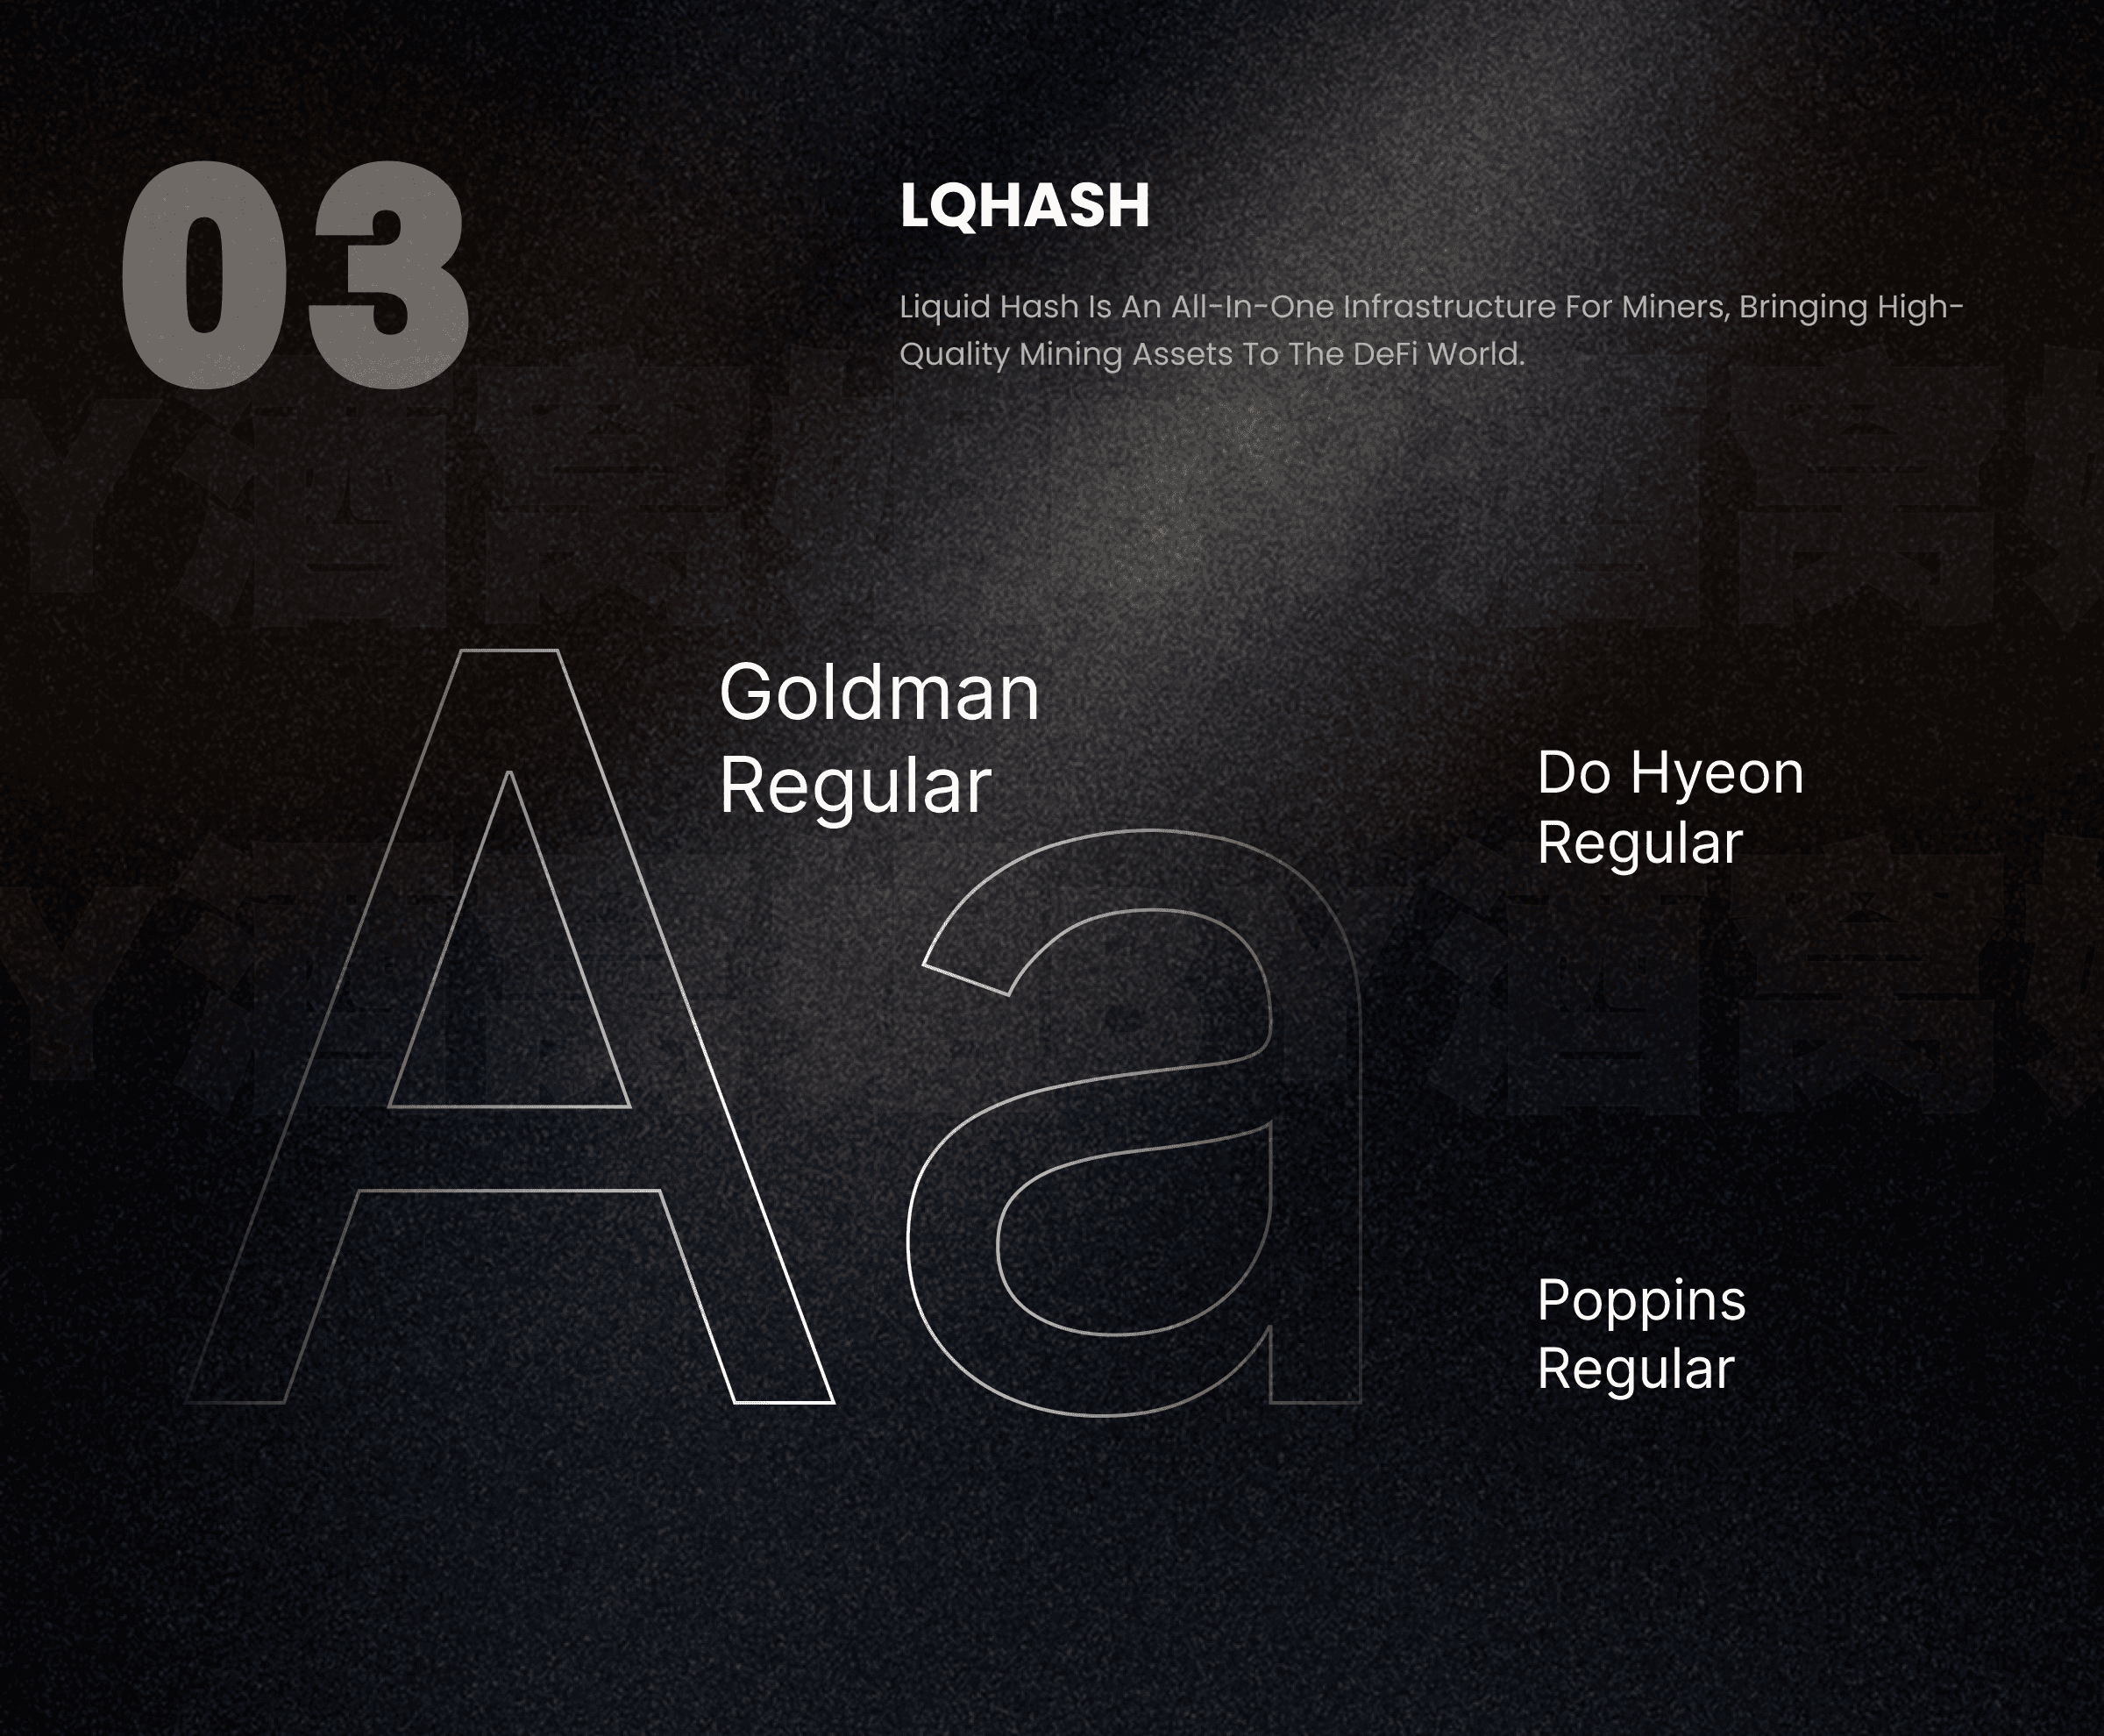 03
LQHASH
Liquid Hash Is An All-In-One Infrastructure For Miners, Bringing High-
Quality Mining Assets To The DeFi World.
Goldman
Regular
Do Hyeon
Regular
Aa
Poppins
Regular